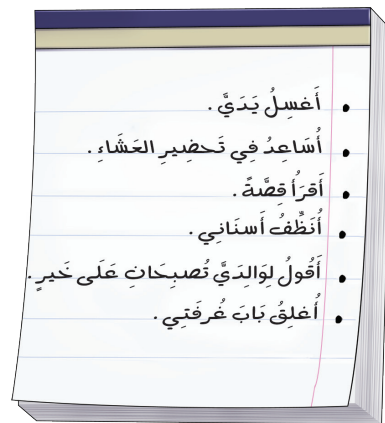 • أَغسِلُ يَدَيَّ .
• أُسَاعِدُ فِي تَحضِيرِ العَشَاءِ .
• أَقرَأُ قِصَّةً .
• أُنَظِّفُ أَسنَانِي .
• أَقُولُ لِوَالِدَيَّ تُصبِحَانِ عَلَى خَيرٍ .
• أُغلِقُ بَابَ غُرفَتِي .